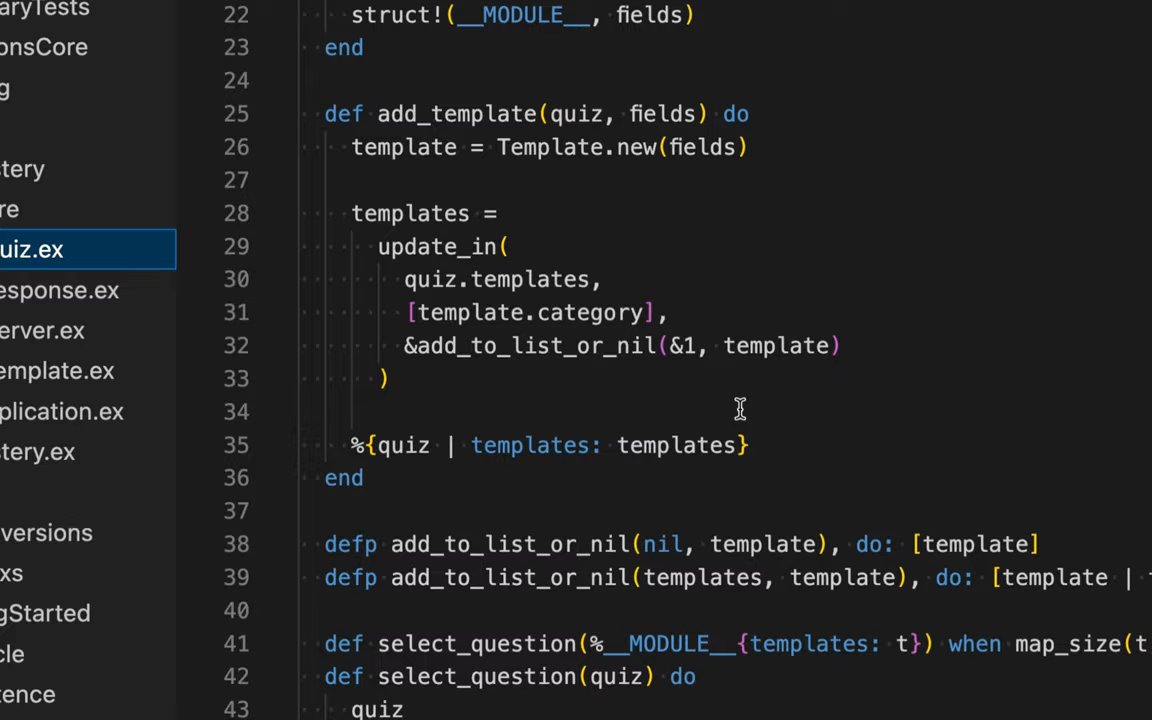 aryTests
onsCore
g
stery
re
uiz.ex
esponse.ex
erver.ex
emplate.ex
plication.ex
stery.ex
versions
xs
gStarted
cle
tence
22 struct!(__MODULE__, fields)
23 end
24
25 def add_template(quiz, fields) do
26 template = Template.new(fields)
27
28 templates =
29 update_in(
30 quiz.templates,
31 [template.category],
32 &add_to_list_or_nil(&1, template)
33 )
34
35 %{quiz | templates: templates}
36 end
37
38 defp add_to_list_or_nil(nil, template), do: [template]
39 defp add_to_list_or_nil(templates, template), do: [template |
40
41 def select_question(%__MODULE__{templates: t}) when map_size(t
42 def select_question(quiz) do
43 quiz